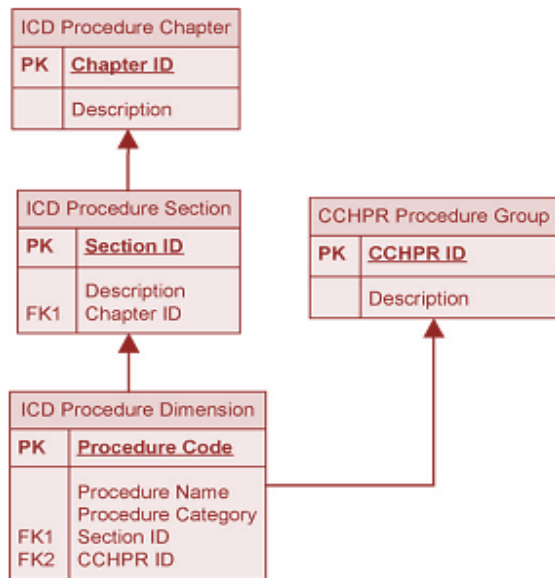 ICD Procedure Chapter
PK Chapter ID
Description
ICD Procedure Section
PK Section ID
Description
FK1 Chapter ID
CCHPR Procedure Group
PK CCHPR ID
Description
ICD Procedure Dimension
PK Procedure Code
Procedure Name
Procedure Category
FK1 Section ID
FK2 CCHPR ID